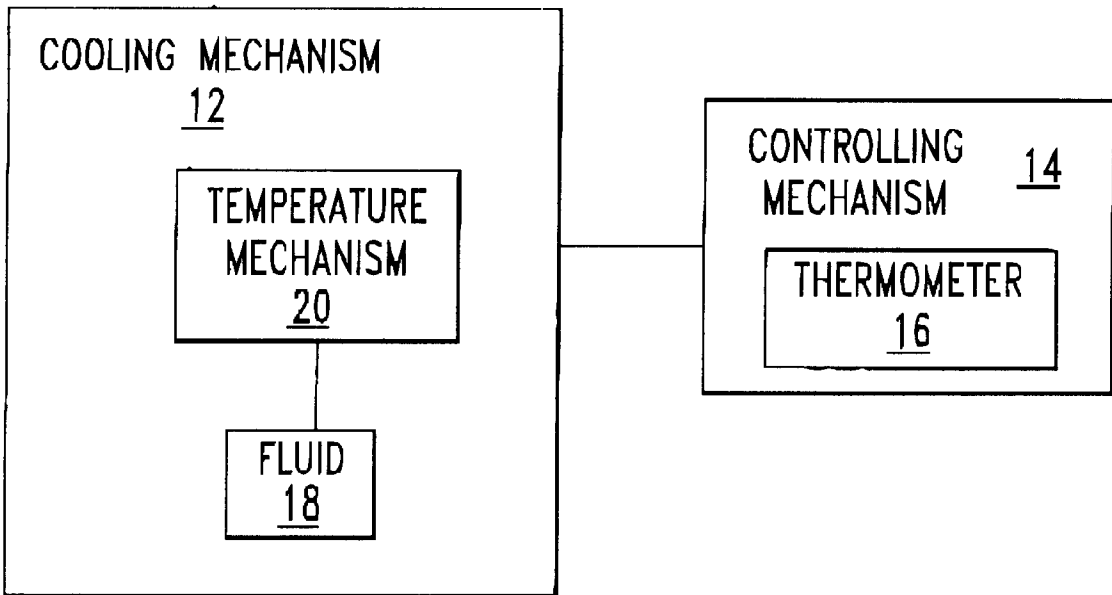 COOLING MECHANISM
12
TEMPERATURE
MECHANISM
20
FLUID
18
CONTROLLING
MECHANISM
14
THERMOMETER
16